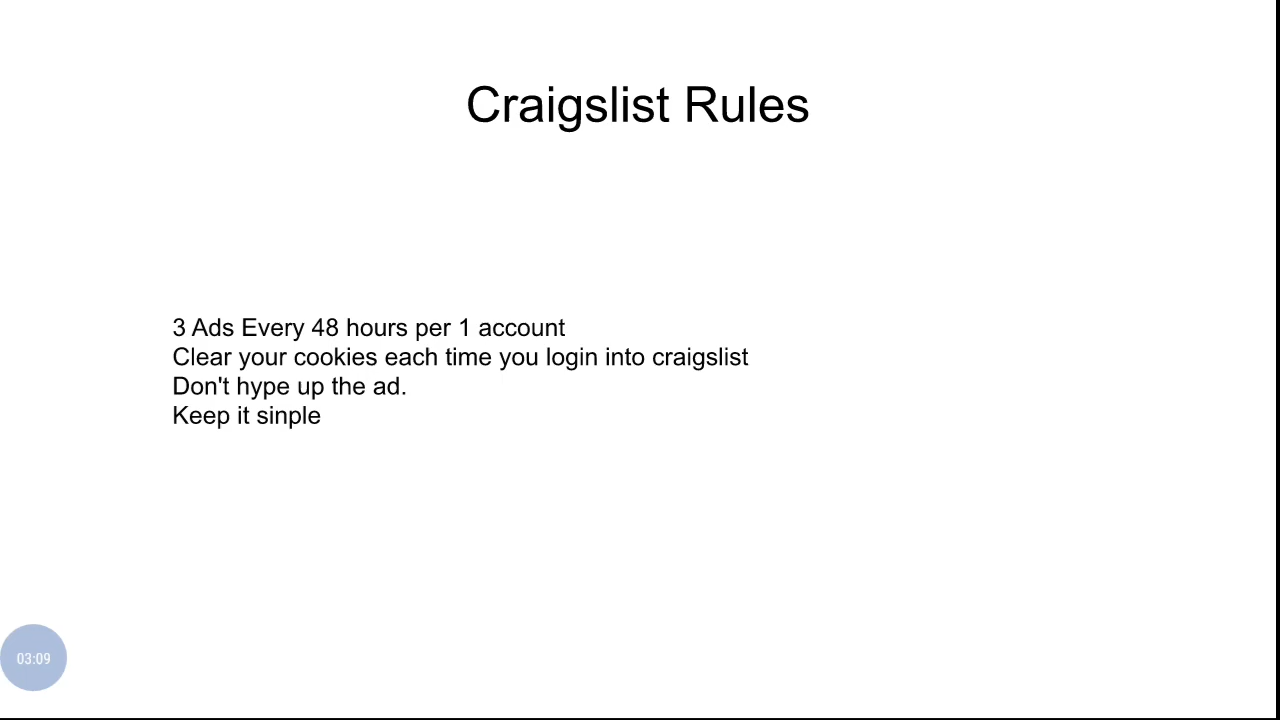 Craigslist Rules
3 Ads Every 48 hours per 1 account
Clear your cookies each time you login into craigslist
Don't hype up the ad.
Keep it sinple
03:09